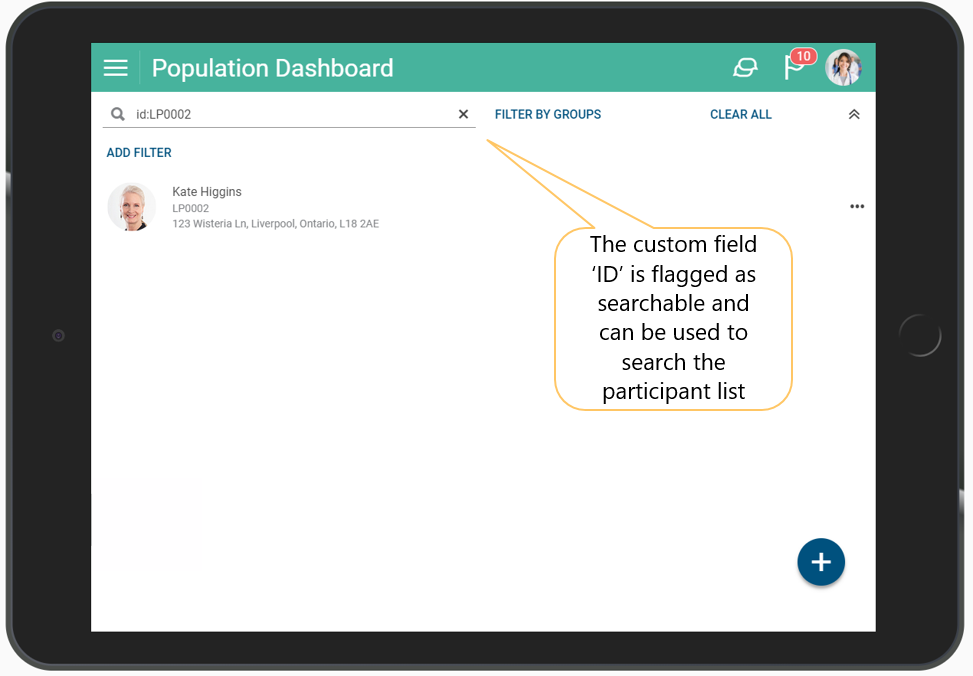 Population Dashboard
10
id:LP0002
FILTER BY GROUPS
CLEAR ALL
ADD FILTER
Kate Higgins
LP0002
123 Wisteria Ln, Liverpool, Ontario, L18 2AE
The custom field
‘ID’ is flagged as
searchable and
can be used to
search the
participant list